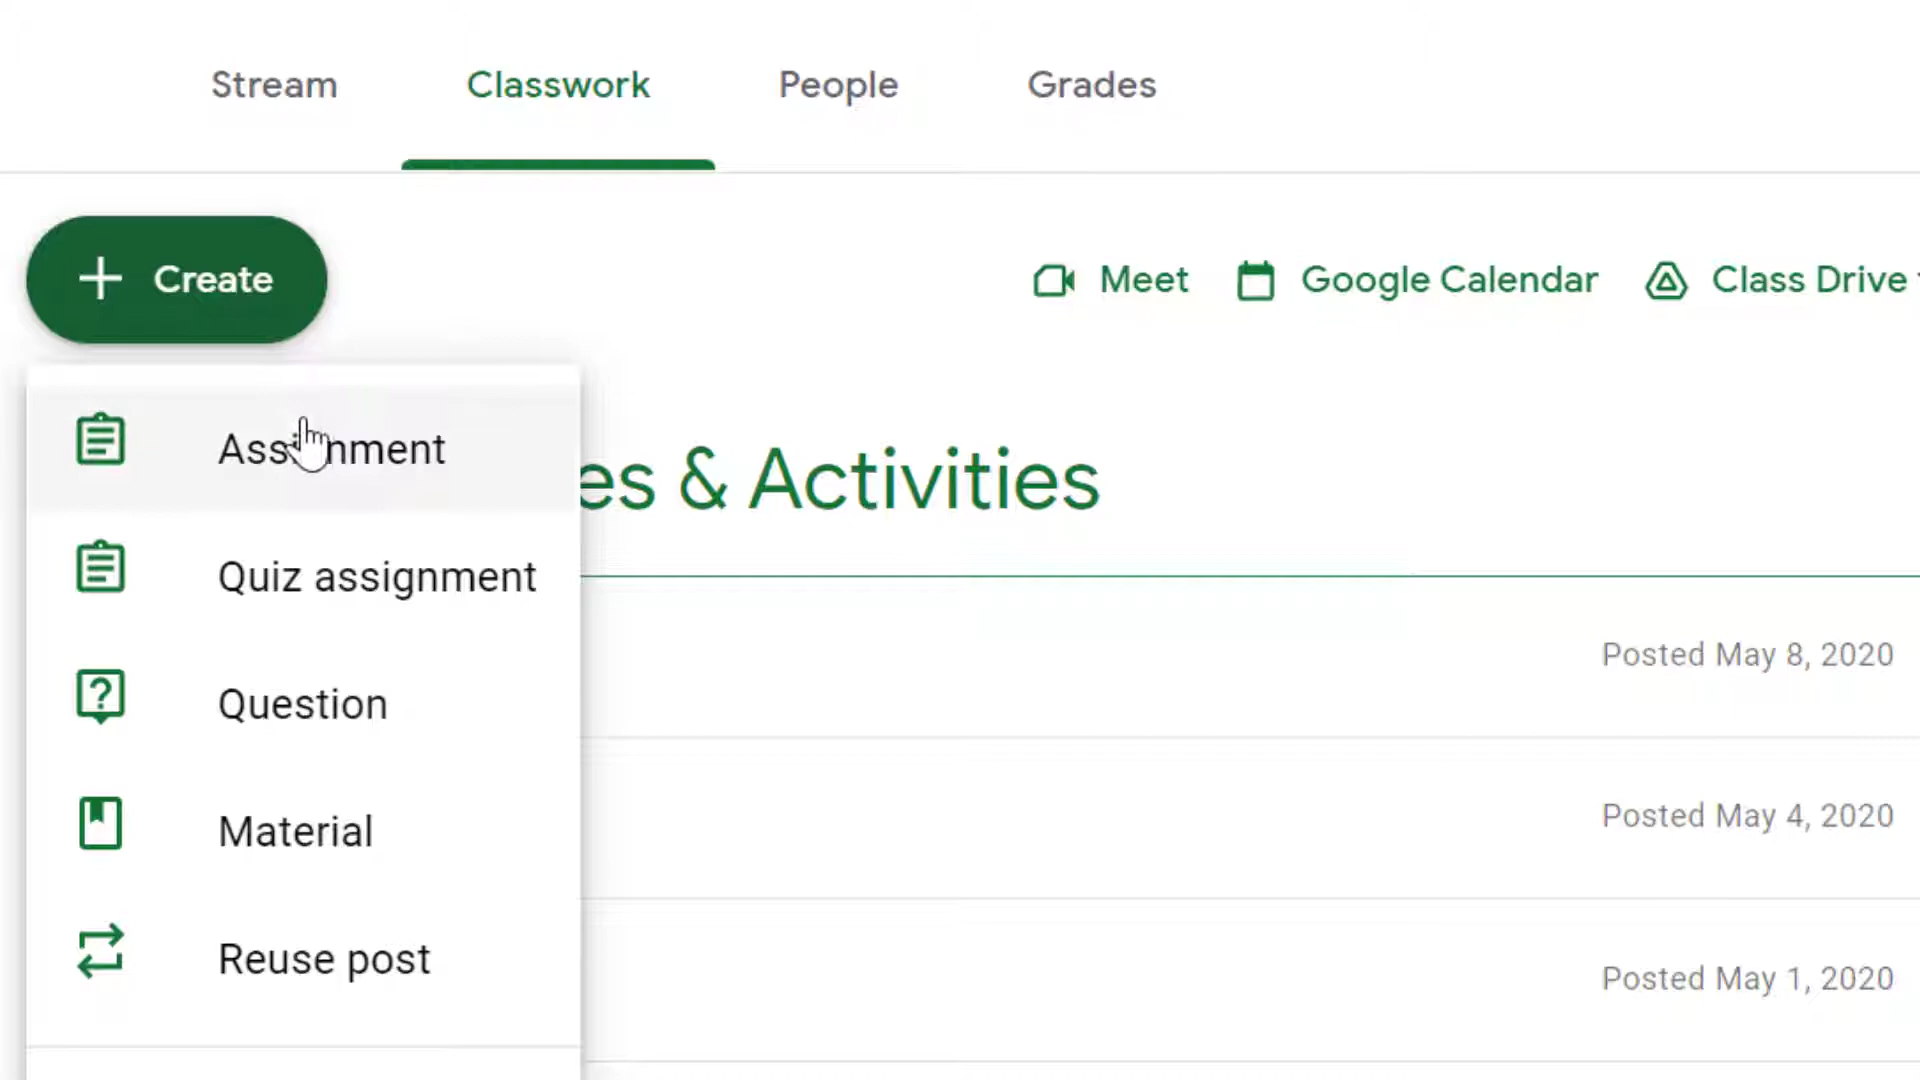 Stream Classwork People Grades
Create
Meet Google Calendar Class Drive
Assignment
es & Activities
Quiz assignment
Question
Posted May 8, 2020
Material
Posted May 4, 2020
Reuse post
Posted May 1, 2020